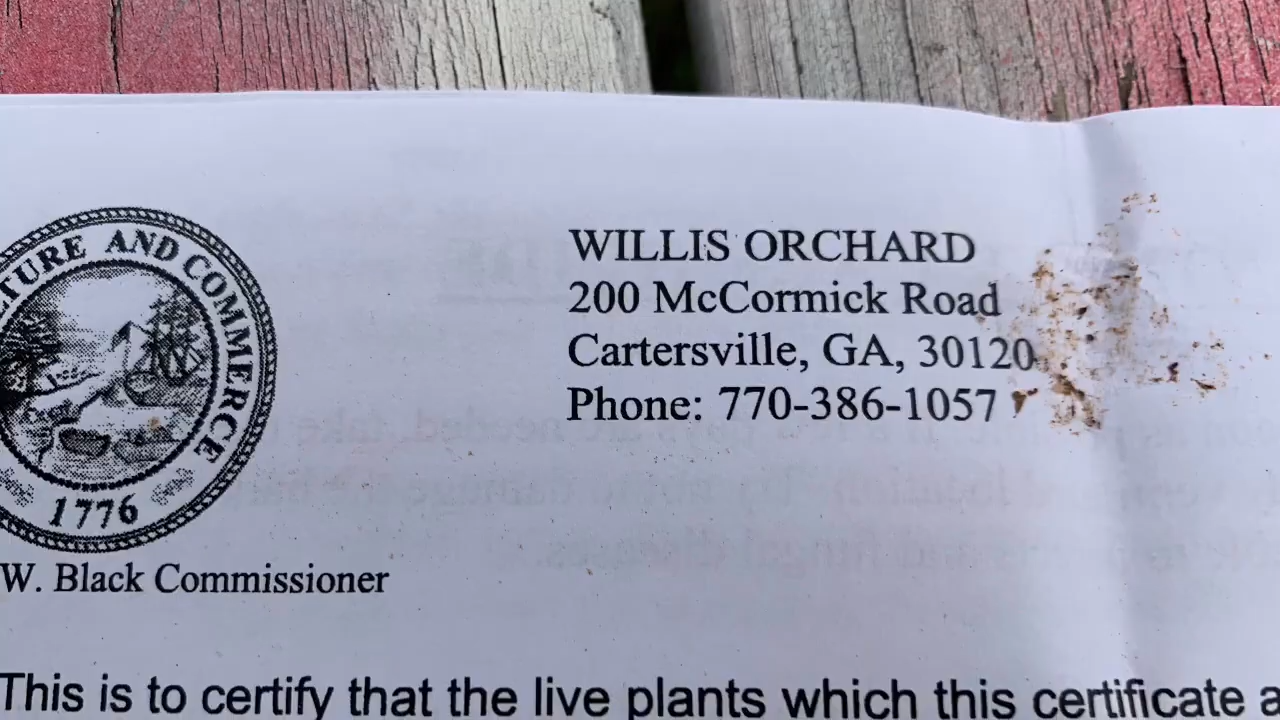 TURE AND COMMERCE
1776
W. Black Commissioner
WILLIS ORCHARD
200 McCormick Road
Cartersville, GA, 30120
Phone: 770-386-1057
This is to certify that the live plants which this certificate a